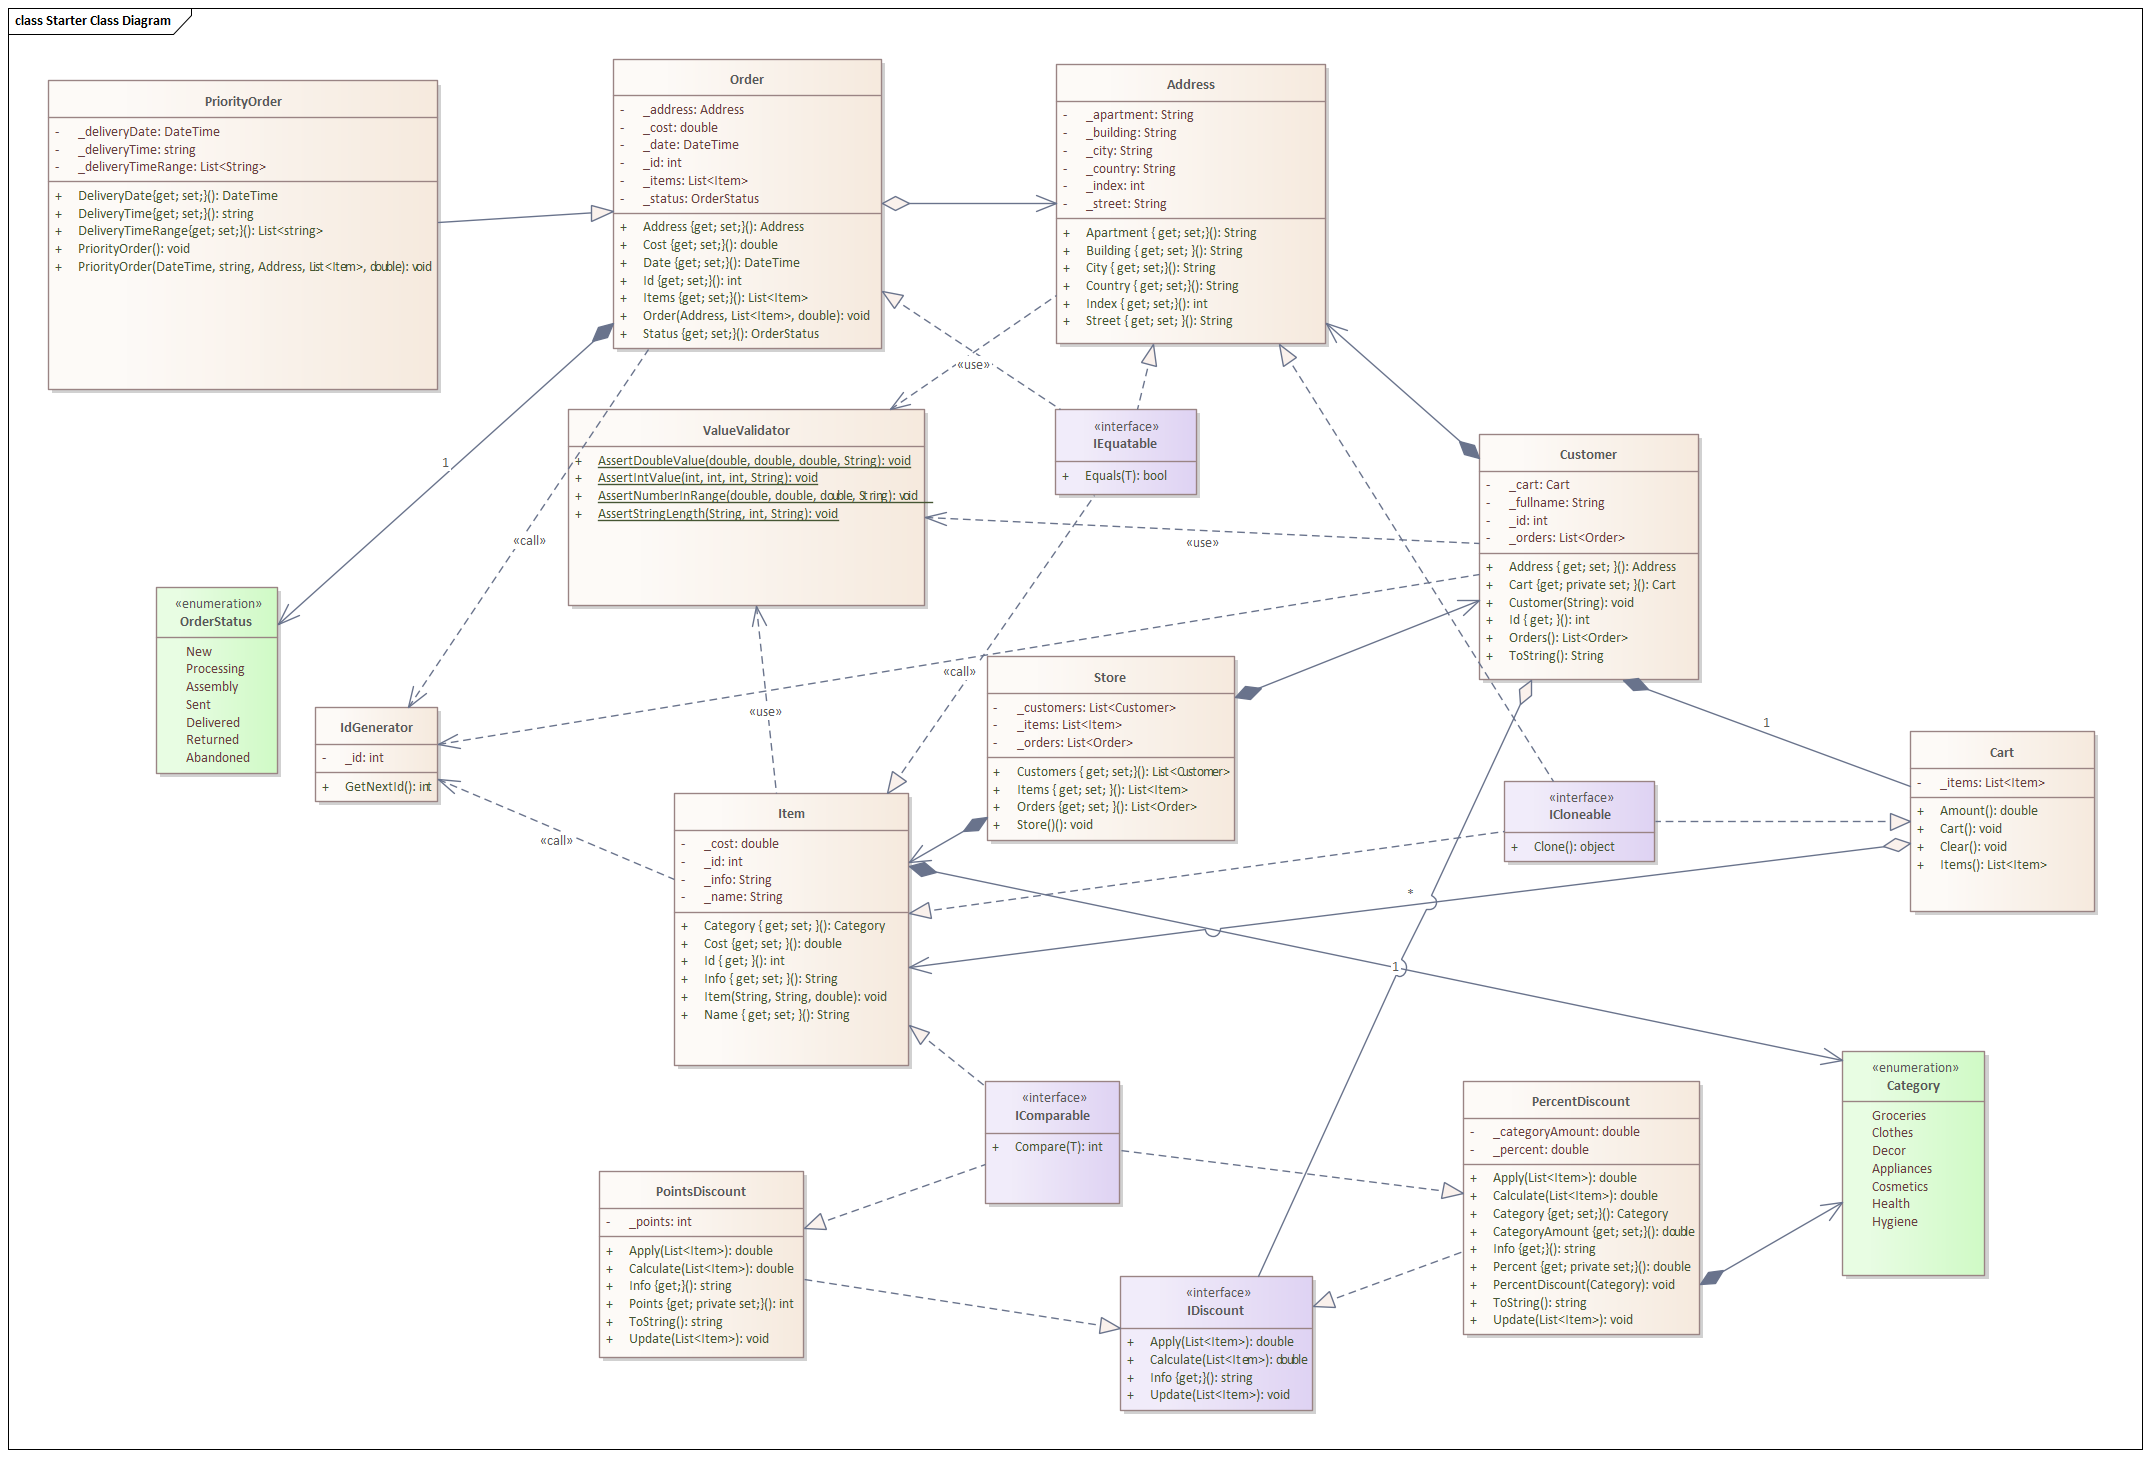 class Starter Class Diagram
PriorityOrder
- _deliveryDate: DateTime
- _deliveryTime: string
- _deliveryTimeRange: List<String>
+ DeliveryDate{get; set;}(): DateTime
+ DeliveryTime{get; set;}(): string
+ DeliveryTimeRange{get; set;}(): List<string>
+ PriorityOrder(): void
+ PriorityOrder(DateTime, string, Address, List<Item>, double): void
Order
- _address: Address
- _cost: double
- _date: DateTime
- _id: int
- _items: List<Item>
- _status: OrderStatus
+ Address {get; set;}(): Address
+ Cost {get; set;}(): double
+ Date {get; set;}(): DateTime
+ Id {get; set;}(): int
+ Items {get; set;}(): List<Item>
+ Order(Address, List<Item>, double): void
+ Status {get; set;}(): OrderStatus
Address
- _apartment: String
- _building: String
- _city: String
- _country: String
- _index: int
- _street: String
+ Apartment { get; set;}(): String
+ Building { get; set; }(): String
+ City { get; set;}(): String
+ Country { get; set;}(): String
+ Index { get; set;}(): int
+ Street { get; set; }(): String
«use»
ValueValidator
+ AssertDoubleValue(double, double, double, String): void
+ AssertIntValue(int, int, int, String): void
+ AssertNumberInRange(double, double, double, String): void
+ AssertStringLength(String, int, String): void
«interface»
IEquatable
+ Equals(T): bool
Customer
- _cart: Cart
- _fullname: String
- _id: int
- _orders: List<Order>
+ Address { get; set; }(): Address
+ Cart {get; private set; }(): Cart
+ Customer(String): void
+ Id { get; }(): int
+ Orders(): List<Order>
+ ToString(): String
1
«call»
«use»
«enumeration»
OrderStatus
New
Processing
Assembly
Sent
Delivered
Returned
Abandoned
IdGenerator
- _id: int
+ GetNextId(): int
«call»
«use»
«call»
Store
- _customers: List<Customer>
- _items: List<Item>
- _orders: List<Order>
+ Customers { get; set;}(): List<Customer>
+ Items { get; set; }(): List<Item>
+ Orders {get; set; }(): List<Order>
+ Store()(): void
1
Cart
- _items: List<Item>
+ Amount(): double
+ Cart(): void
+ Clear(): void
+ Items(): List<Item>
«interface»
ICloneable
+ Clone(): object
Item
- _cost: double
- _id: int
- _info: String
- _name: String
+ Category { get; set; }(): Category
+ Cost {get; set; }(): double
+ Id { get; }(): int
+ Info { get; set; }(): String
+ Item(String, String, double): void
+ Name { get; set; }(): String
*
1
«interface»
IComparable
+ Compare(T): int
PercentDiscount
- _categoryAmount: double
- _percent: double
+ Apply(List<Item>): double
+ Calculate(List<Item>): double
+ Category {get; set;}(): Category
+ CategoryAmount {get; set;}(): double
+ Info {get;}(): string
+ Percent {get; private set;}(): double
+ PercentDiscount(Category): void
+ ToString(): string
+ Update(List<Item>): void
«enumeration»
Category
Groceries
Clothes
Decor
Appliances
Cosmetics
Health
Hygiene
PointsDiscount
- _points: int
+ Apply(List<Item>): double
+ Calculate(List<Item>): double
+ Info {get;}(): string
+ Points {get; private set;}(): int
+ ToString(): string
+ Update(List<Item>): void
«interface»
IDiscount
+ Apply(List<Item>): double
+ Calculate(List<Item>): double
+ Info {get;}(): string
+ Update(List<Item>): void